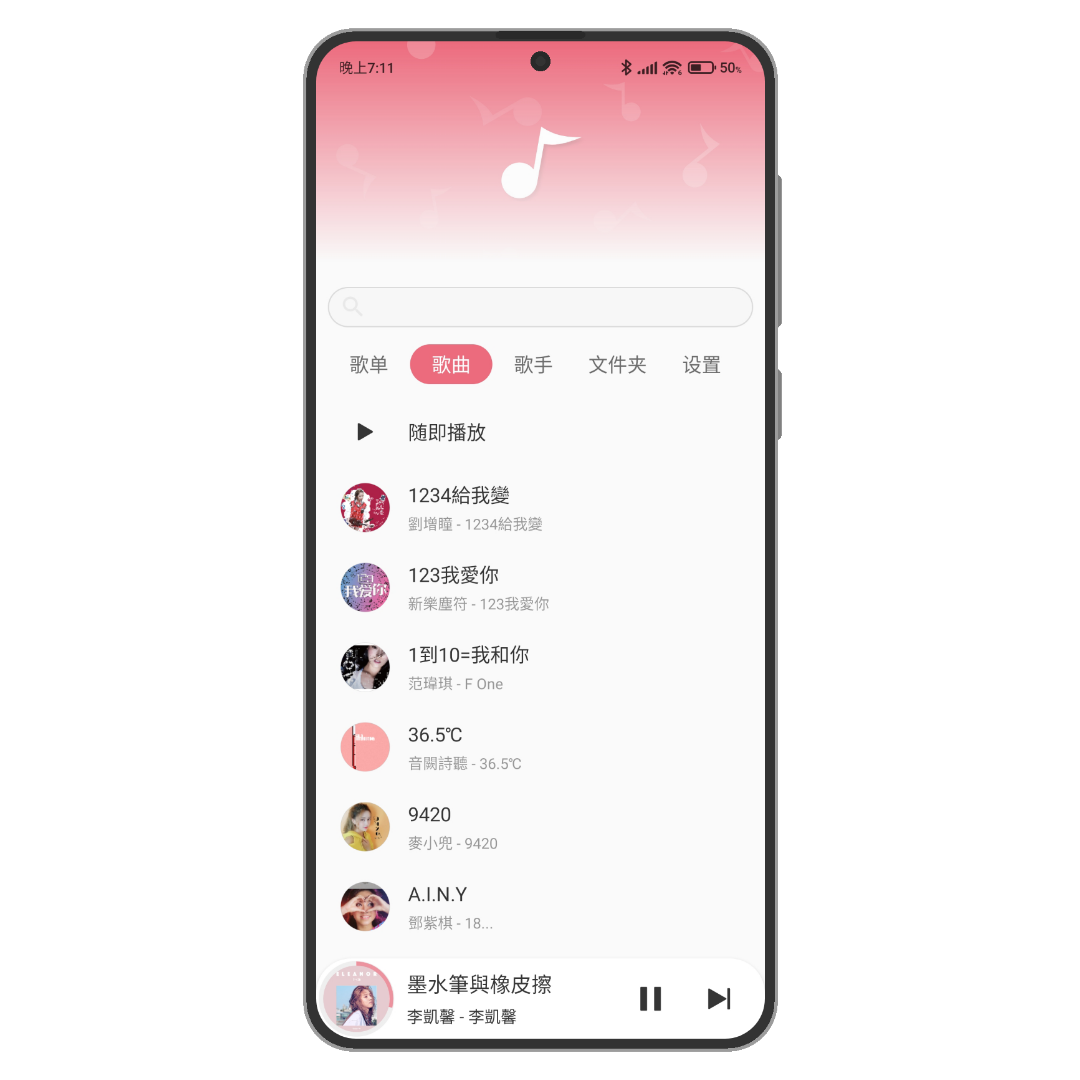 晚上7:11
50%
歌单 歌曲 歌手 文件夹 设置
随即播放
1234給我變
劉增瞳 - 1234給我變
123我愛你
新樂塵符 - 123我愛你
1到10=我和你
范瑋琪 - F One
36.5℃
音闕詩聽 - 36.5℃
9420
麥小兜 - 9420
A.I.N.Y
鄧紫棋 - 18...
墨水筆與橡皮擦
李凱馨 - 李凱馨
我爱你
ELEANOR